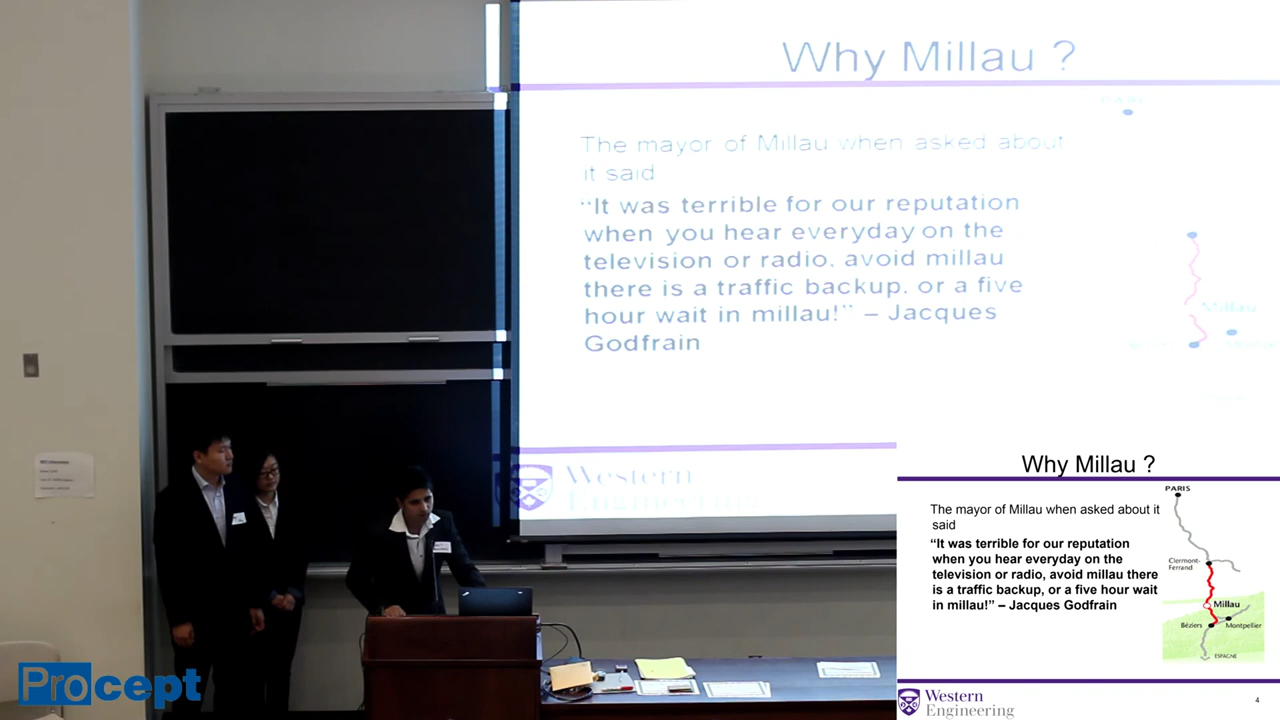 Why Millau ?
PARIS
The mayor of Millau when asked about
it said
“It was terrible for our reputation
when you hear everyday on the
television or radio, avoid millau
there is a traffic backup, or a five
hour wait in millau!” – Jacques
Godfrain
Millau
Western
Engineering
Why Millau ?
PARIS
The mayor of Millau when asked about it
said
“It was terrible for our reputation
when you hear everyday on the
television or radio, avoid millau there
is a traffic backup, or a five hour wait
in millau!” – Jacques Godfrain
Clermont-
Ferrand
Millau
Béziers
Montpellier
ESPAGNE
Western
Engineering
4
Procept